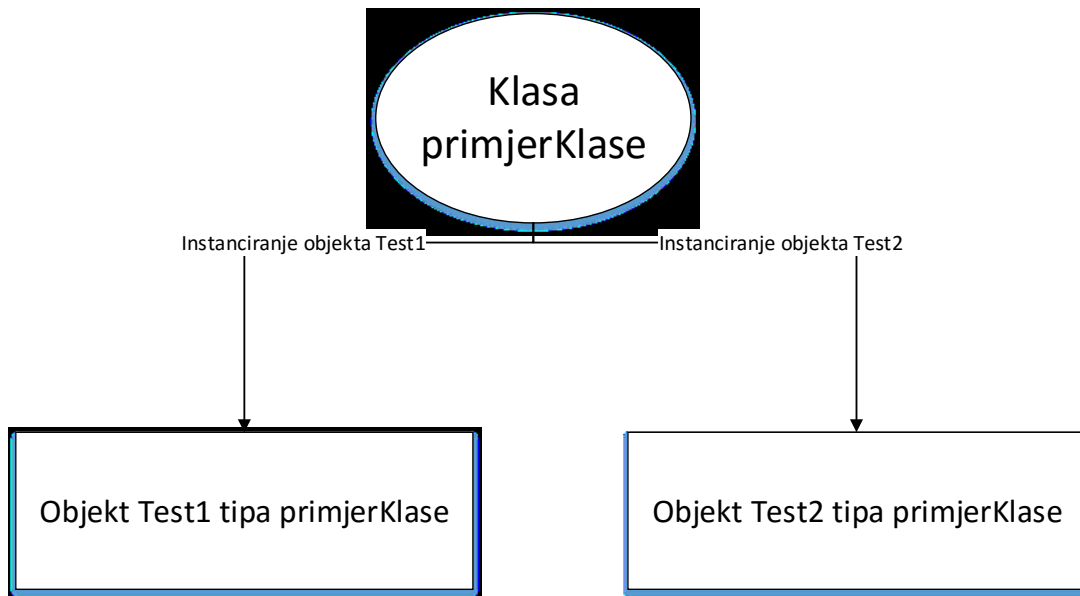 Klasa
primjerKlase
Instanciranje objekta Test1
Instanciranje objekta Test2
Objekt Test1 tipa primjerKlase
Objekt Test2 tipa primjerKlase